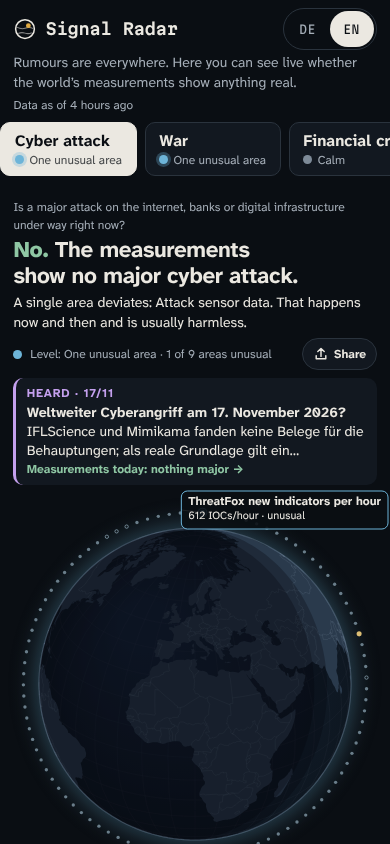 Signal Radar
DE
EN
Rumours are everywhere. Here you can see live whether
the world's measurements show anything real.
Data as of 4 hours ago
Cyber attack
One unusual area
War
One unusual area
Financial cr
Calm
Is a major attack on the internet, banks or digital infrastructure
under way right now?
No. The measurements
show no major cyber attack.
A single area deviates: Attack sensor data. That happens
now and then and is usually harmless.
Level: One unusual area · 1 of 9 areas unusual
Share
HEARD · 17/11
Weltweiter Cyberangriff am 17. November 2026?
IFLScience und Mimikama fanden keine Belege für die
Behauptungen; als reale Grundlage gilt ein…
Measurements today: nothing major →
ThreatFox new indicators per hour
612 IOCs/hour · unusual